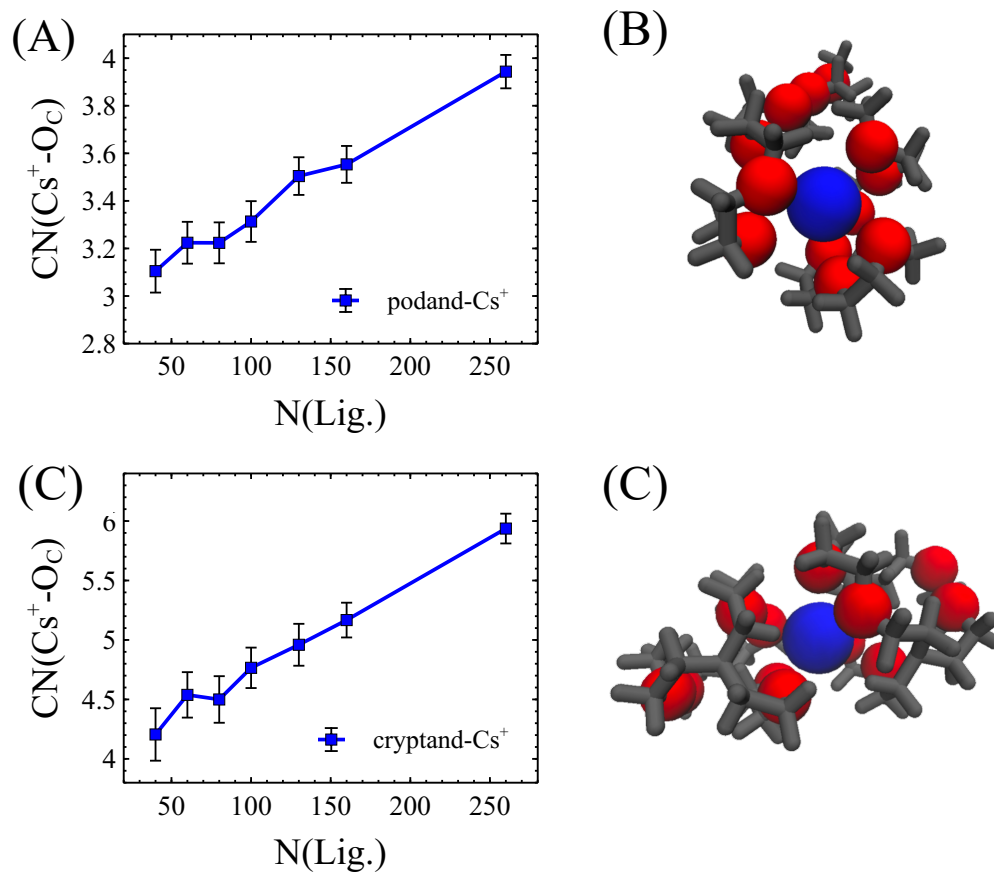 (A)
CN(Cs⁺-O_C)
4
3.8
3.6
3.4
3.2
3
2.8
50 100 150 200 250
N(Lig.)
podand-Cs⁺
(B)
(C)
CN(Cs⁺-O_C)
6
5.5
5
4.5
4
50 100 150 200 250
N(Lig.)
cryptand-Cs⁺
(C)